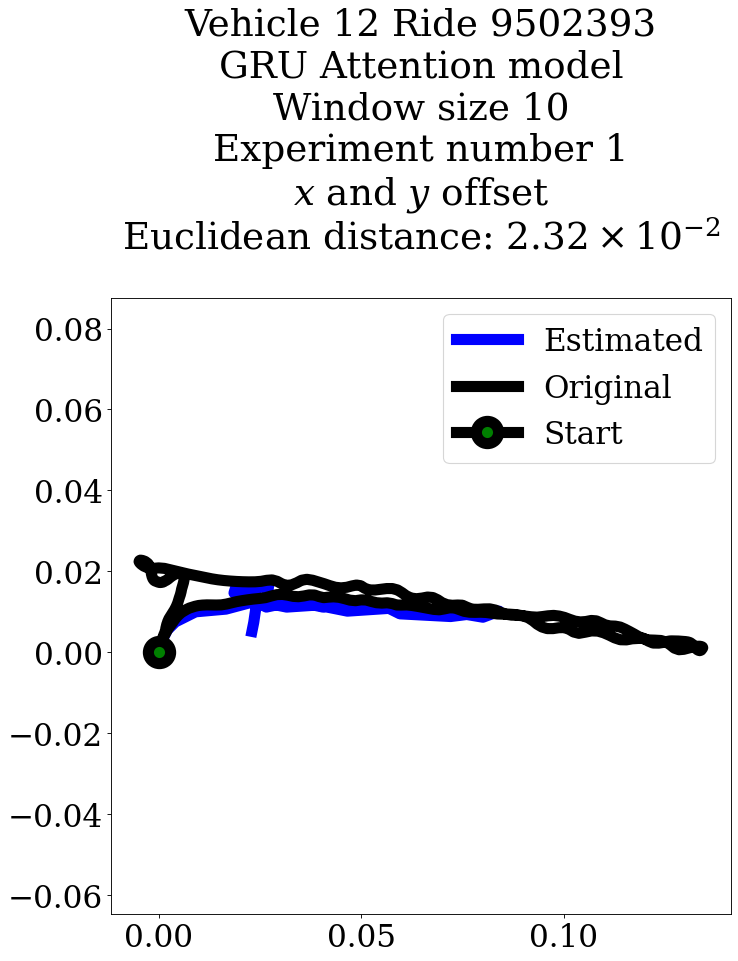 Vehicle 12 Ride 9502393
GRU Attention model
Window size 10
Experiment number 1
x and y offset
Euclidean distance: 2.32 × 10⁻²
Estimated
Original
Start
0.08
0.06
0.04
0.02
0.00
−0.02
−0.04
−0.06
0.00 0.05 0.10